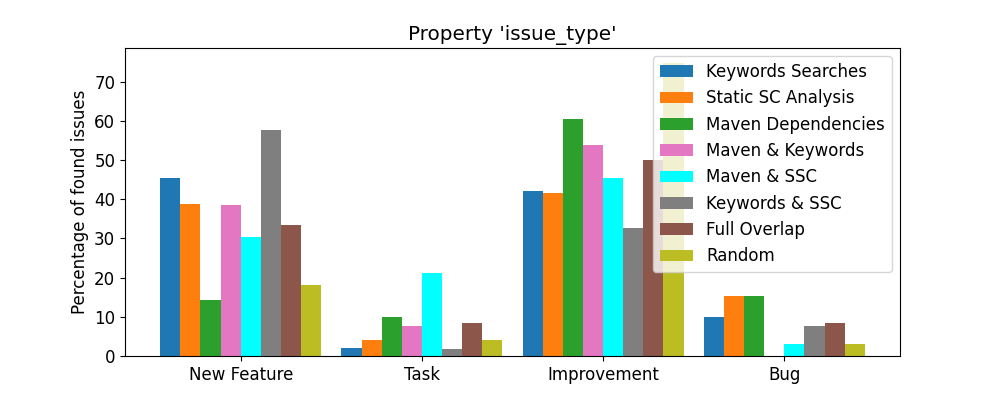 Property 'issue_type'
Percentage of found issues
70
60
50
40
30
20
10
0
New Feature
Task
Improvement
Bug
Keywords Searches
Static SC Analysis
Maven Dependencies
Maven & Keywords
Maven & SSC
Keywords & SSC
Full Overlap
Random